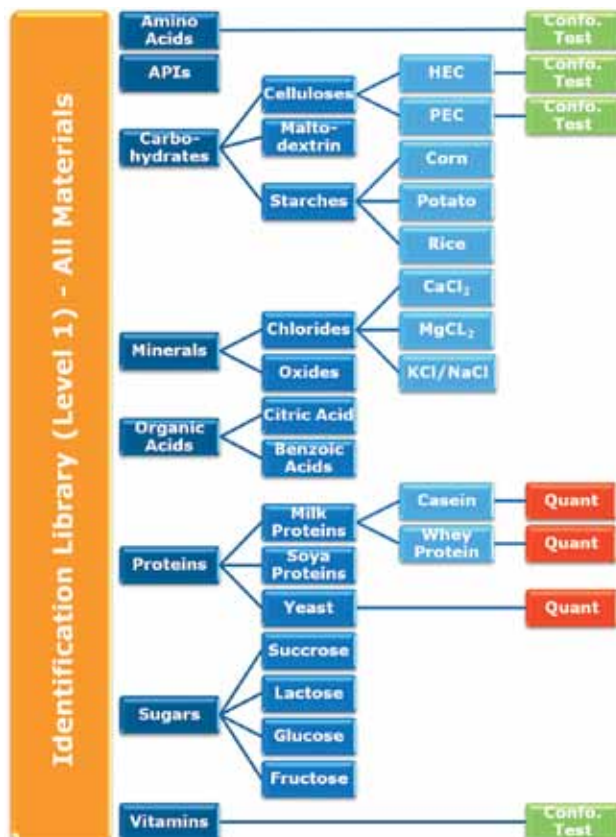 Identification Library (Level 1) - All Materials
Amino
Acids
Confo.
Test
APIs
Celluloses
HEC
Confo.
Test
PEC
Confo.
Test
Carbo-
hydrates
Malto-
dextrin
Starches
Corn
Potato
Rice
Minerals
Chlorides
CaCl₂
MgCL₂
KCl/NaCl
Oxides
Organic
Acids
Citric Acid
Benzoic
Acids
Proteins
Milk
Proteins
Casein
Quant
Whey
Protein
Quant
Soya
Proteins
Yeast
Quant
Sugars
Succrose
Lactose
Glucose
Fructose
Vitamins
Confo.
Test